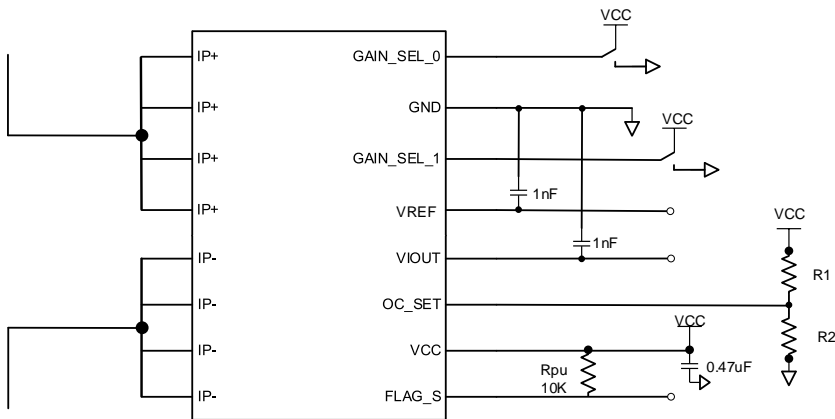 VCC
IP+ GAIN_SEL_0
IP+ GND
VCC
IP+ GAIN_SEL_1
1nF
IP+ VREF
VCC
1nF
IP- VIOUT
R1
IP- OC_SET
VCC
R2
IP- VCC
Rpu 0.47uF
10K
IP- FLAG_S